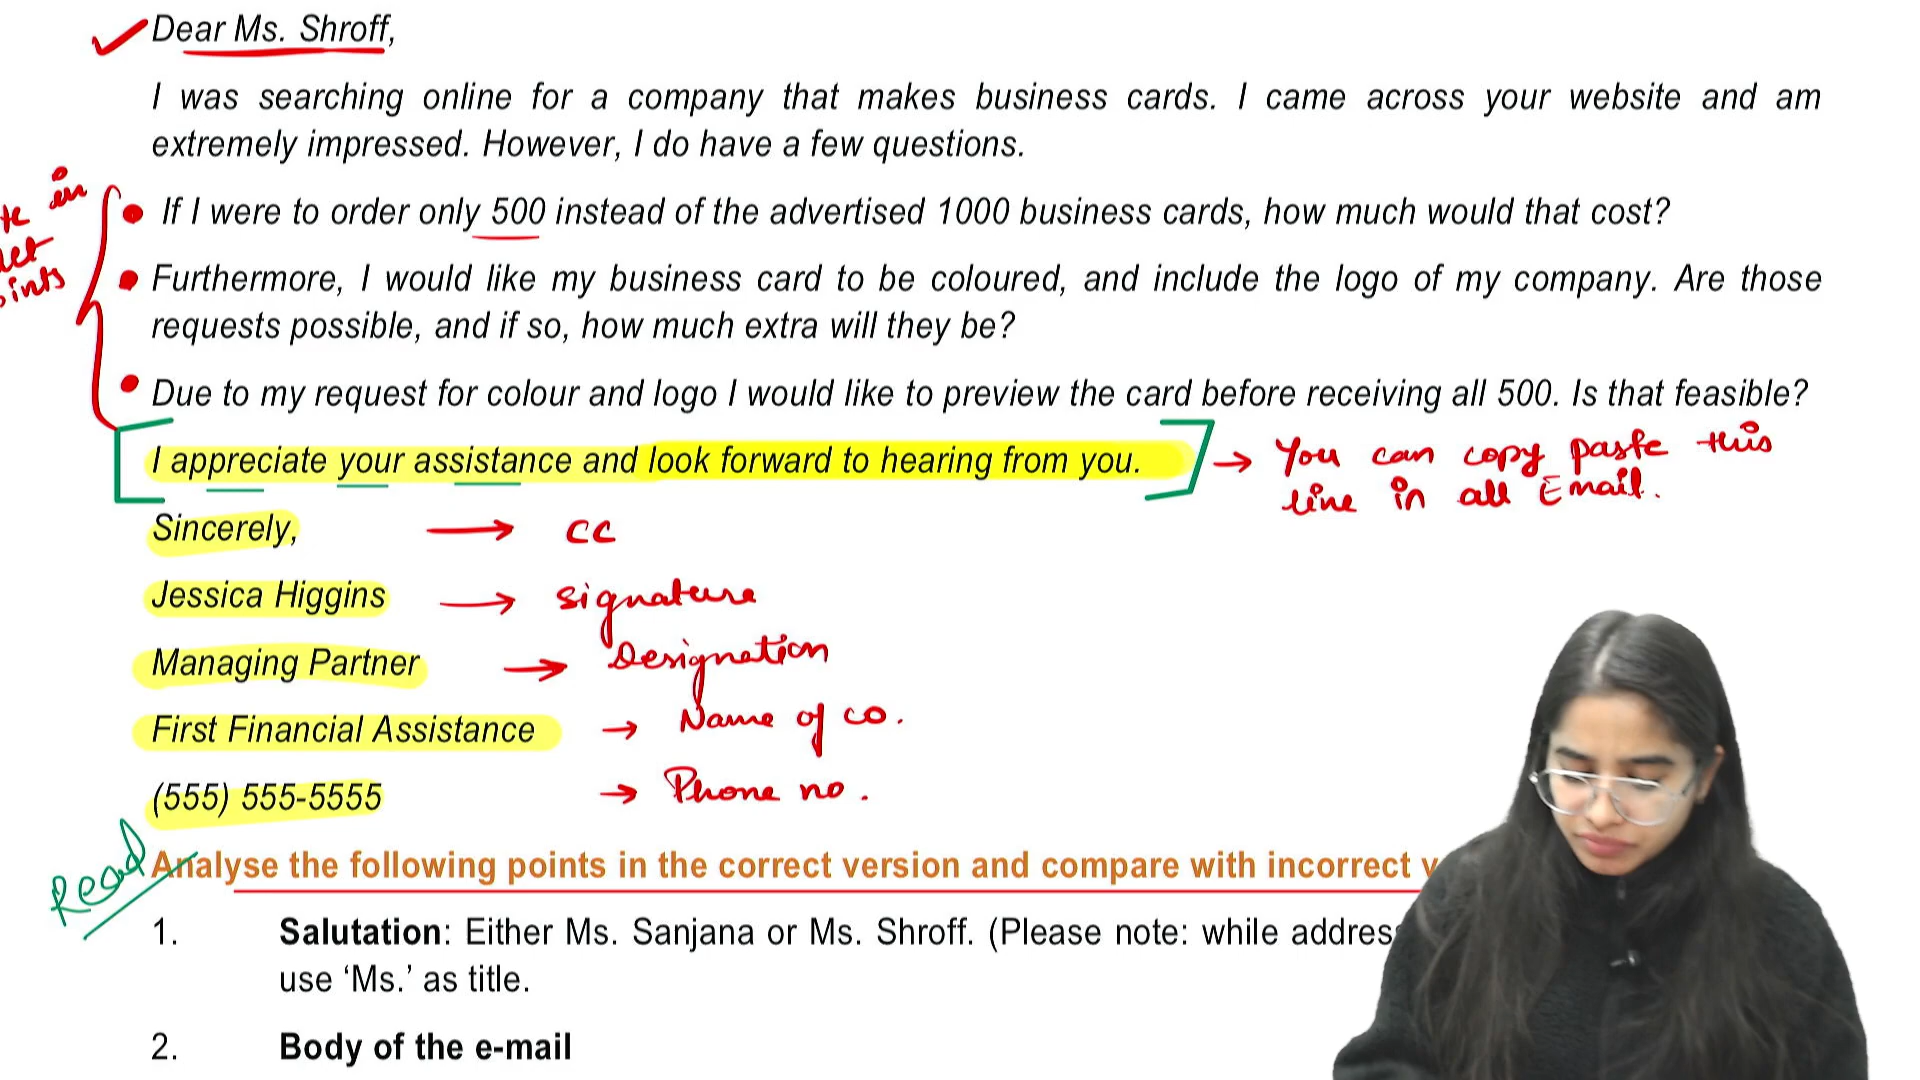 Dear Ms. Shroff,
I was searching online for a company that makes business cards. I came across your website and am
extremely impressed. However, I do have a few questions.
in
• If I were to order only 500 instead of the advertised 1000 business cards, how much would that cost?
• Furthermore, I would like my business card to be coloured, and include the logo of my company. Are those
requests possible, and if so, how much extra will they be?
• Due to my request for colour and logo I would like to preview the card before receiving all 500. Is that feasible?
I appreciate your assistance and look forward to hearing from you. → You can copy paste this
line in all Email.
Sincerely, → CC
Jessica Higgins → Signature
Managing Partner → Designation
First Financial Assistance → Name of co.
(555) 555-5555 → Phone no.
Read Analyse the following points in the correct version and compare with incorrect
1. Salutation: Either Ms. Sanjana or Ms. Shroff. (Please note: while addres
use ‘Ms.’ as title.
2. Body of the e-mail